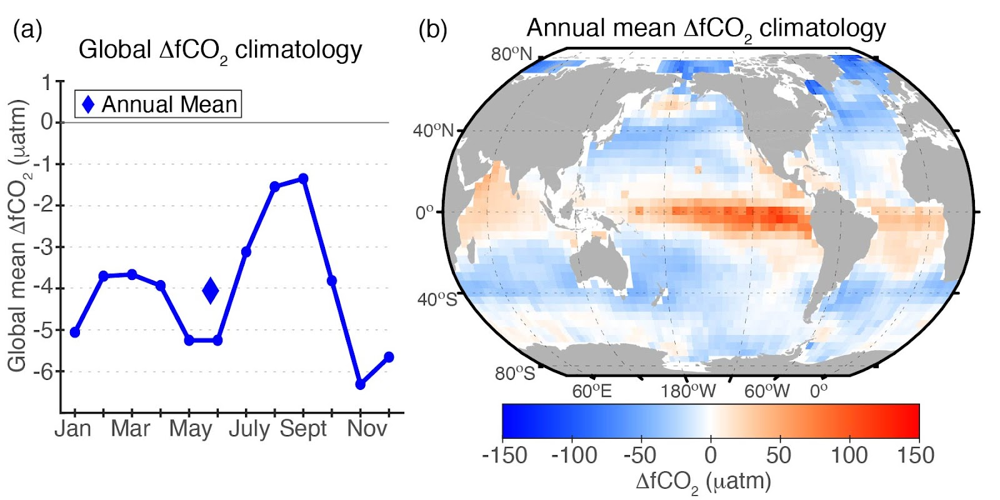 (a)
Global ΔfCO₂ climatology
Global mean ΔfCO₂ (μatm)
1
0
-1
-2
-3
-4
-5
-6
Annual Mean
Jan Mar May July Sept Nov
(b)
Annual mean ΔfCO₂ climatology
80°N
40°N
0°
40°S
80°S
60°E 180°W 60°W 0°
-150 -100 -50 0 50 100 150
ΔfCO₂ (μatm)